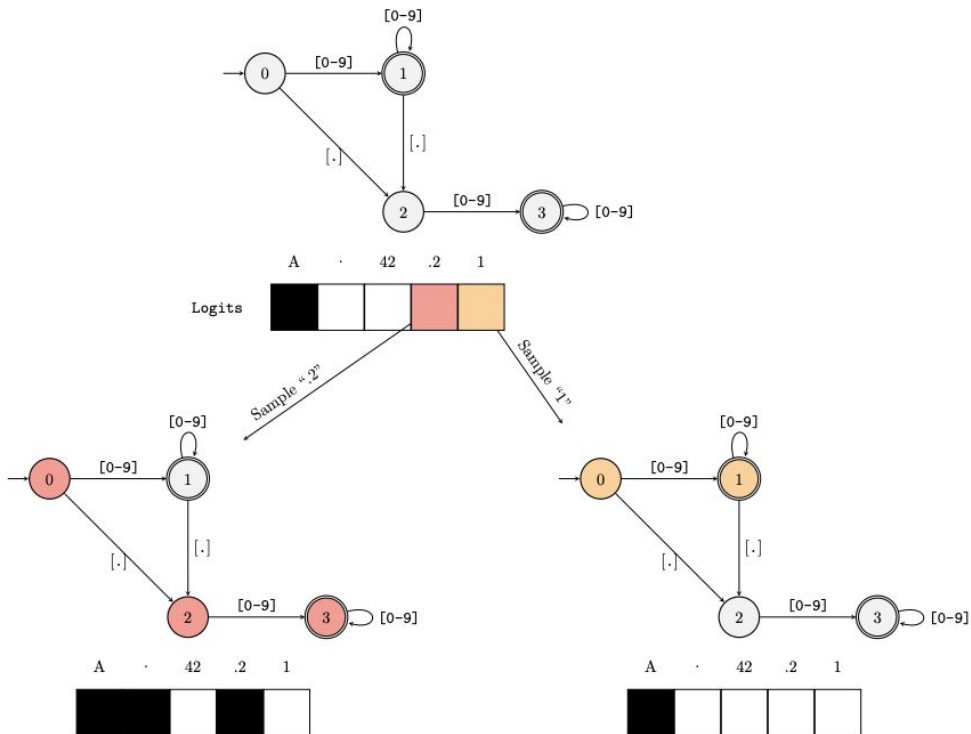 [0-9]
0 [0-9] 1
[.] [.]
2 [0-9] 3 [0-9]
A . 42 .2 1
Logits
Sample “.2” Sample “1”
[0-9]
0 [0-9] 1
[.] [.]
2 [0-9] 3 [0-9]
A . 42 .2 1
[0-9]
0 [0-9] 1
[.] [.]
2 [0-9] 3 [0-9]
A . 42 .2 1